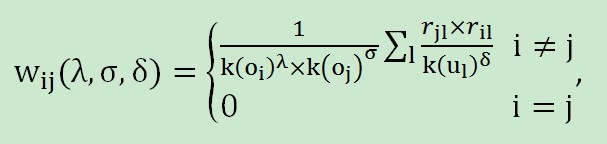 w_ij(λ, σ, δ) = { 1 / (k(o_i)^λ × k(o_j)^σ) ∑_l (r_jl × r_il) / k(u_l)^δ i ≠ j
0 i = j ,